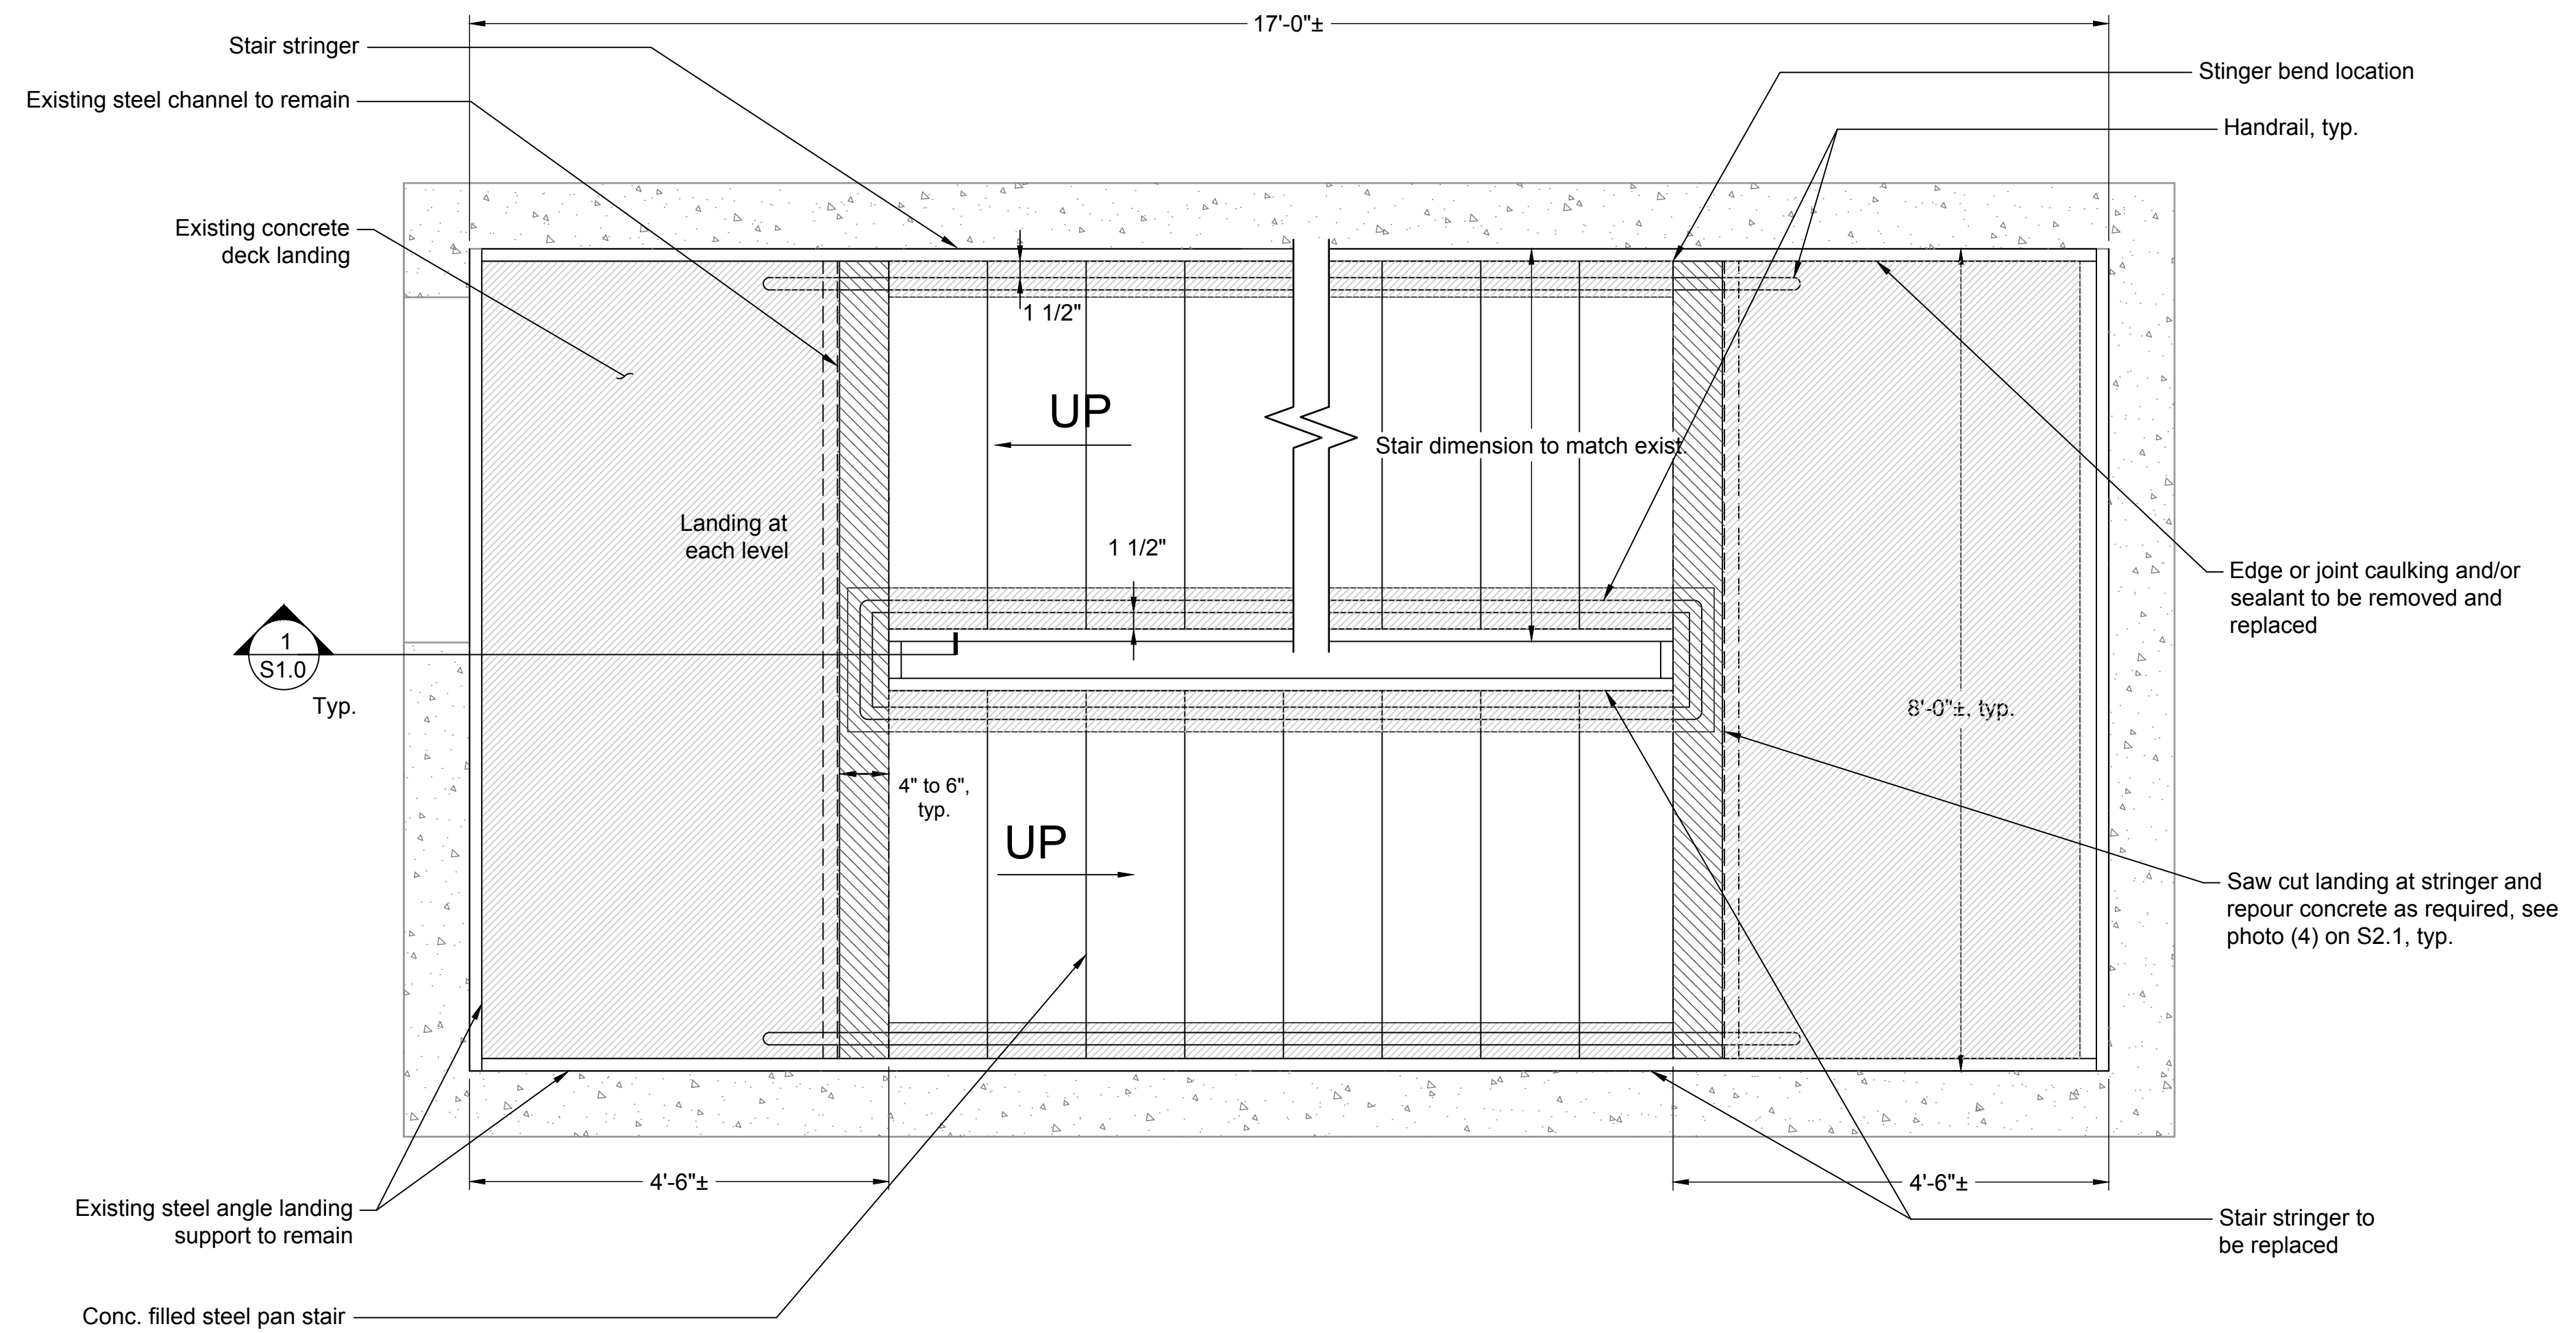 17'-0"±
Stair stringer
Stinger bend location
Existing steel channel to remain
Handrail, typ.
Existing concrete
deck landing
1 1/2"
UP
Stair dimension to match exist.
Landing at
each level
1 1/2"
Edge or joint caulking and/or
sealant to be removed and
replaced
1
S1.0
Typ.
8'-0"±, typ.
4" to 6",
typ.
UP
Saw cut landing at stringer and
repour concrete as required, see
photo (4) on S2.1, typ.
4'-6"±
4'-6"±
Existing steel angle landing
support to remain
Stair stringer to
be replaced
Conc. filled steel pan stair